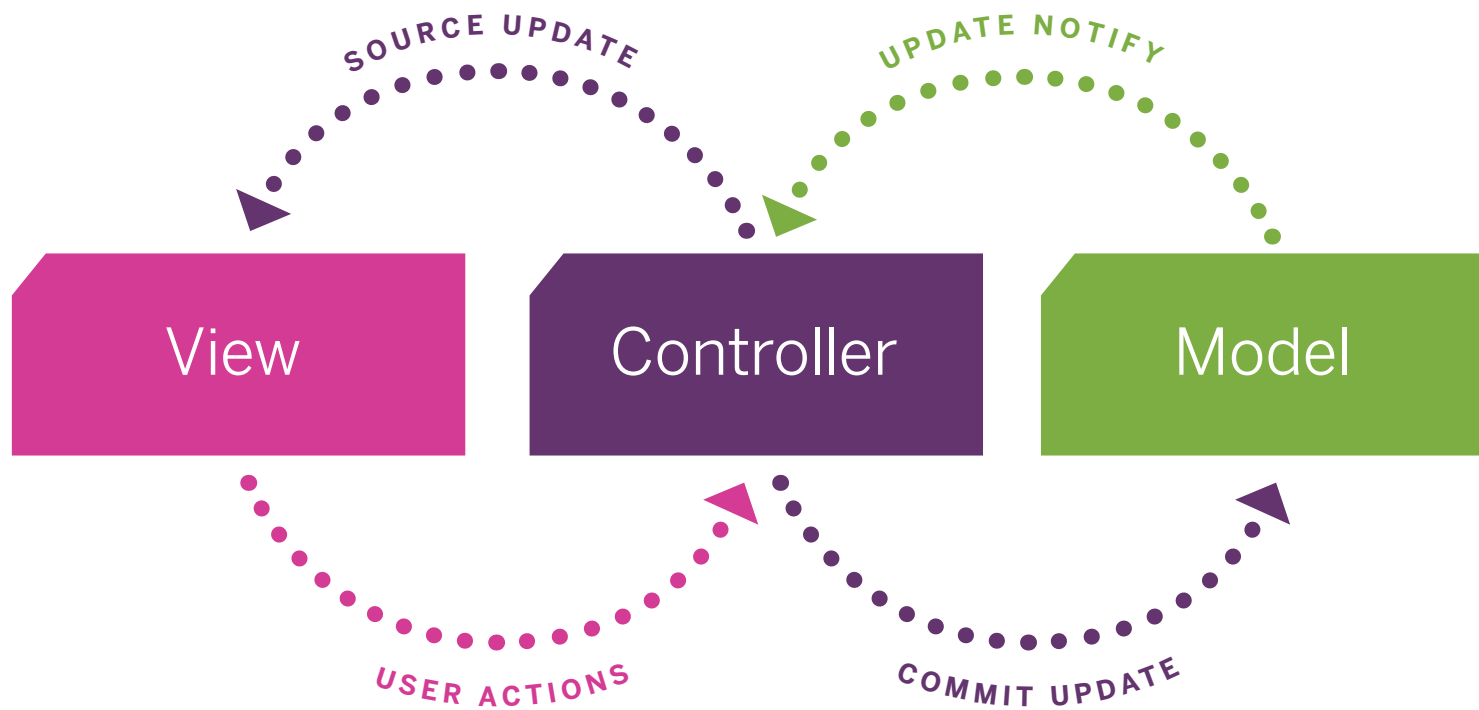 SOURCE UPDATE
UPDATE NOTIFY
View
Controller
Model
USER ACTIONS
COMMIT UPDATE